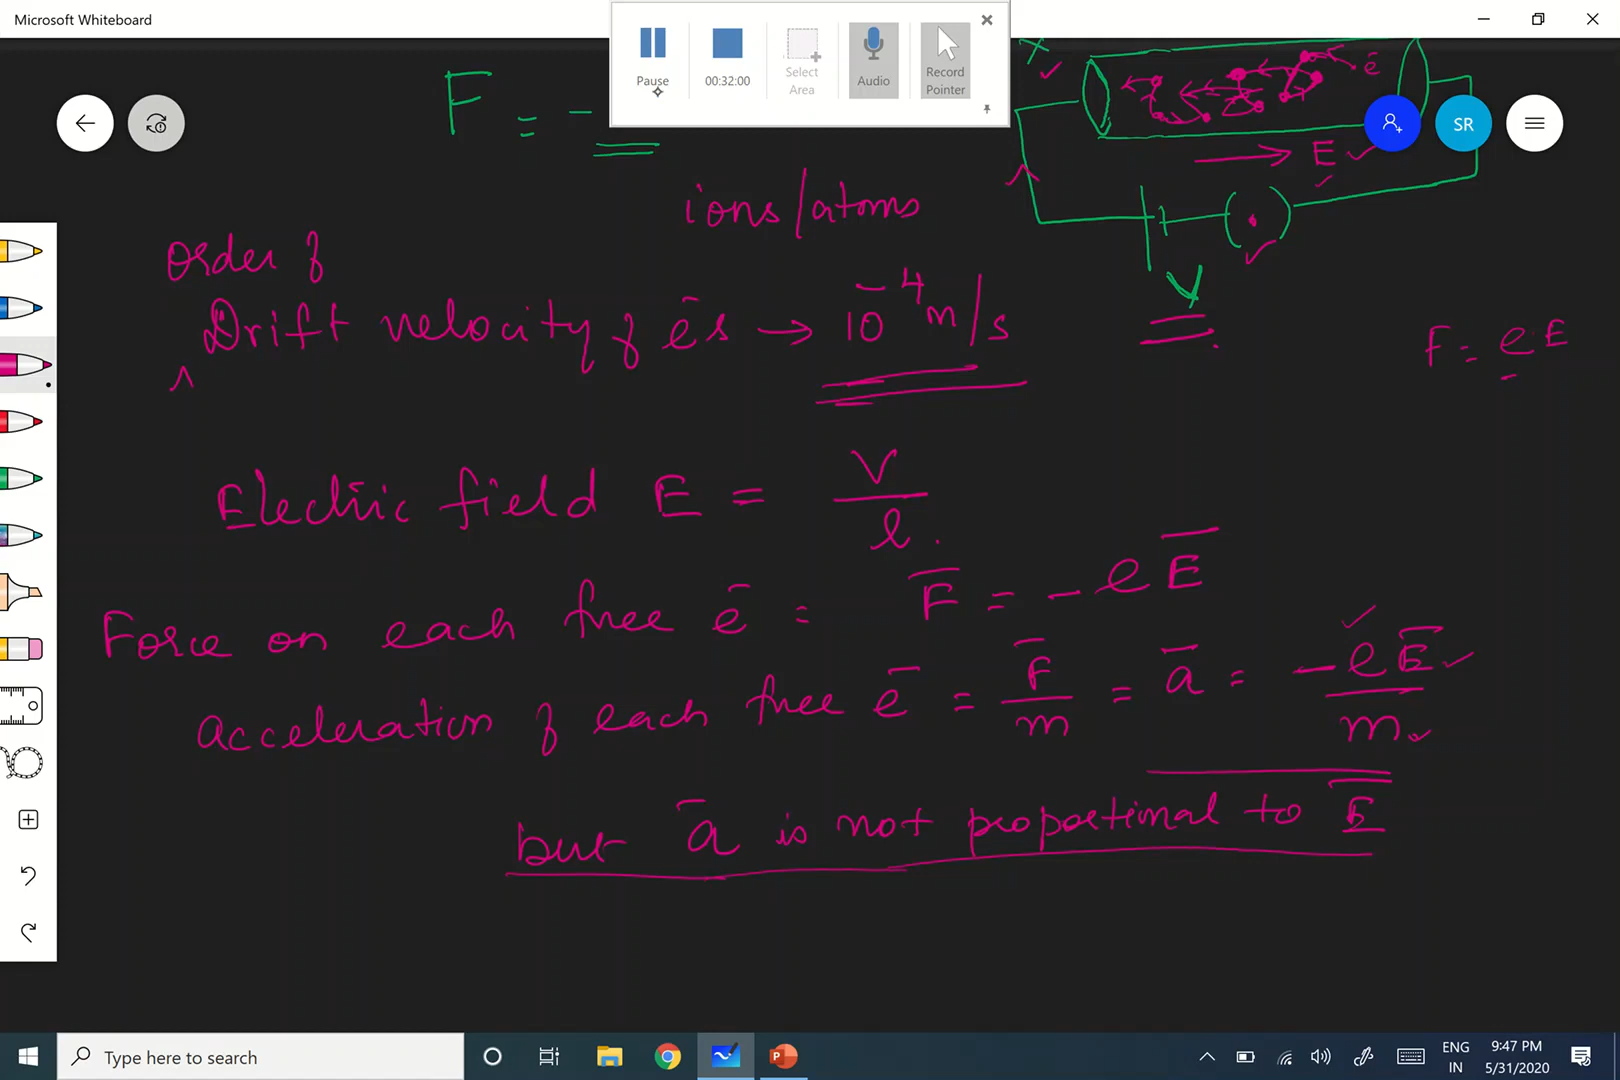 Microsoft Whiteboard
Pause
00:32:00
Select Area
Audio
Record Pointer
F = -
e̅
E
SR
ions/atoms
V
order of
Drift velocity of e̅s → 10⁻⁴ m/s
F = eE
Electric field E = V/l.
Force on each free e̅ = F̅ = -eE̅
acceleration of each free e̅ = F̅/m = a̅ = -eE̅/m
but a̅ is not proportional to E̅
Type here to search
ENG
IN
9:47 PM
5/31/2020